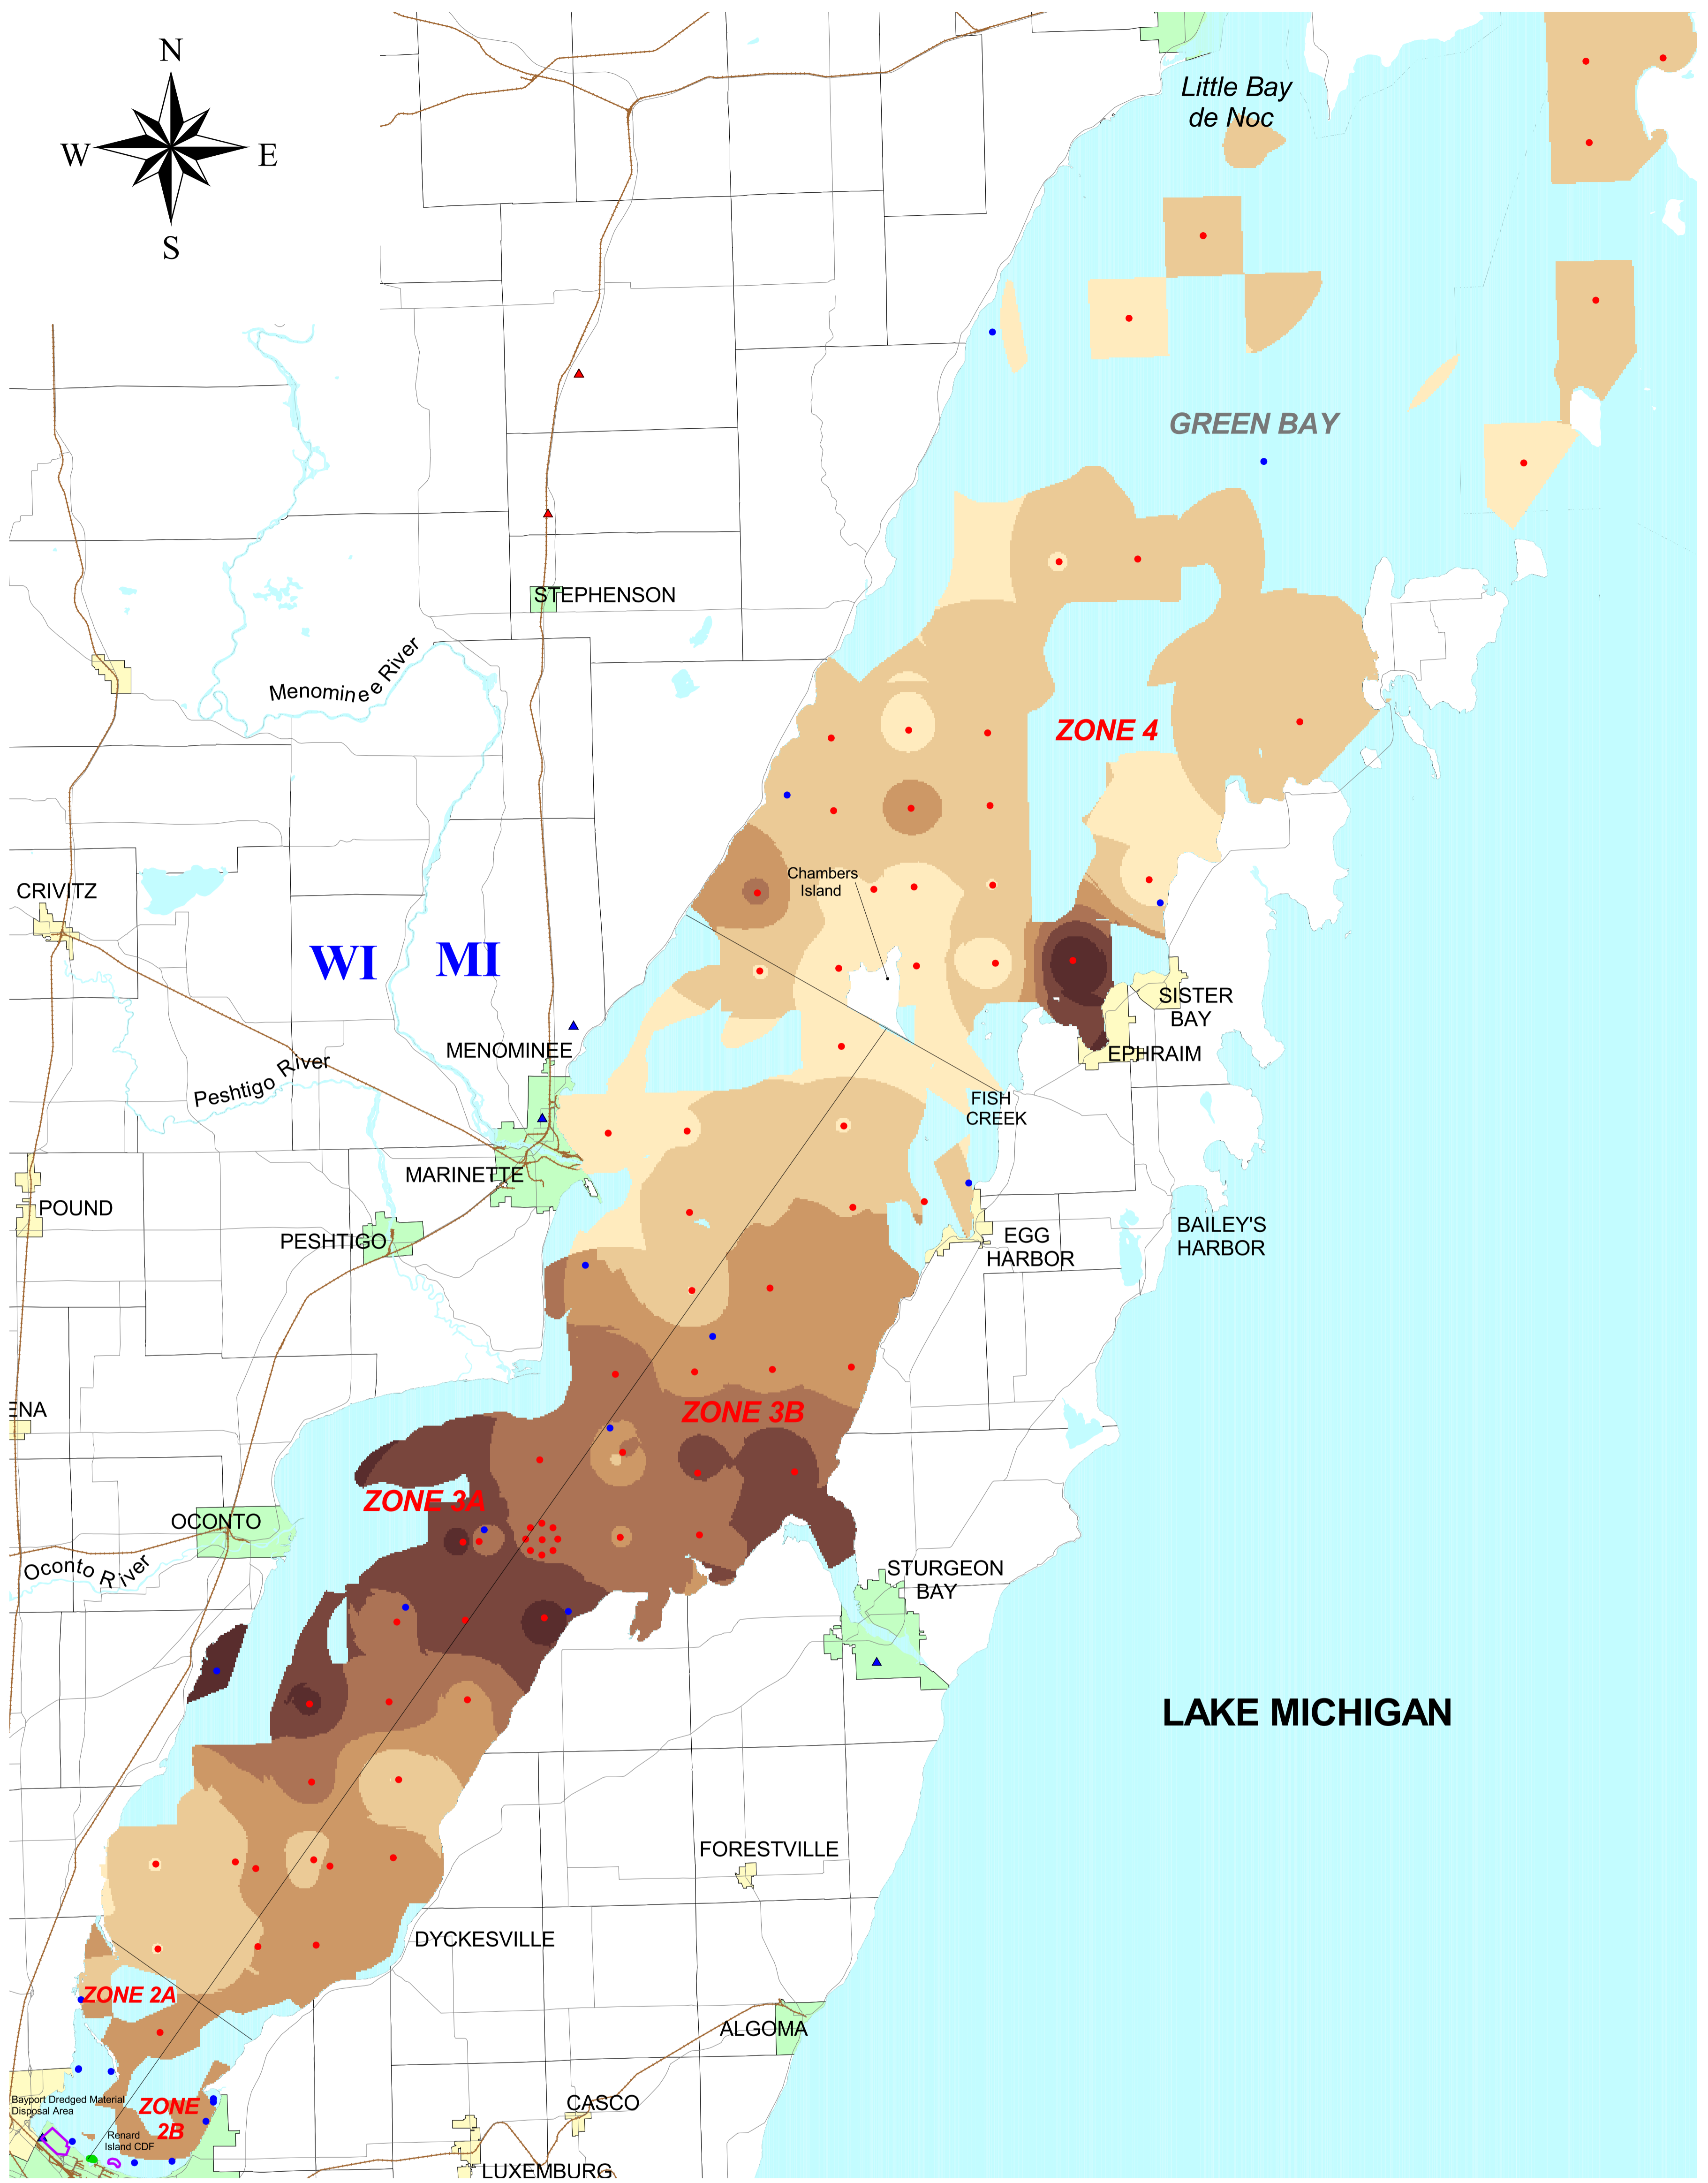 N
W
E
S
Little Bay
de Noc
GREEN BAY
STEPHENSON
Menominee River
ZONE 4
Chambers
Island
CRIVITZ
WI
MI
SISTER
BAY
MENOMINEE
EPHRAIM
Peshtigo River
FISH
CREEK
MARINETTE
POUND
BAILEY'S
HARBOR
PESHTIGO
EGG
HARBOR
ENA
ZONE 3B
ZONE 3A
OCONTO
Oconto River
STURGEON
BAY
LAKE MICHIGAN
FORESTVILLE
DYCKESVILLE
ZONE 2A
ALGOMA
Bayport Dredged Material
Disposal Area
ZONE
2B
CASCO
Renard
Island CDF
LUXEMBURG